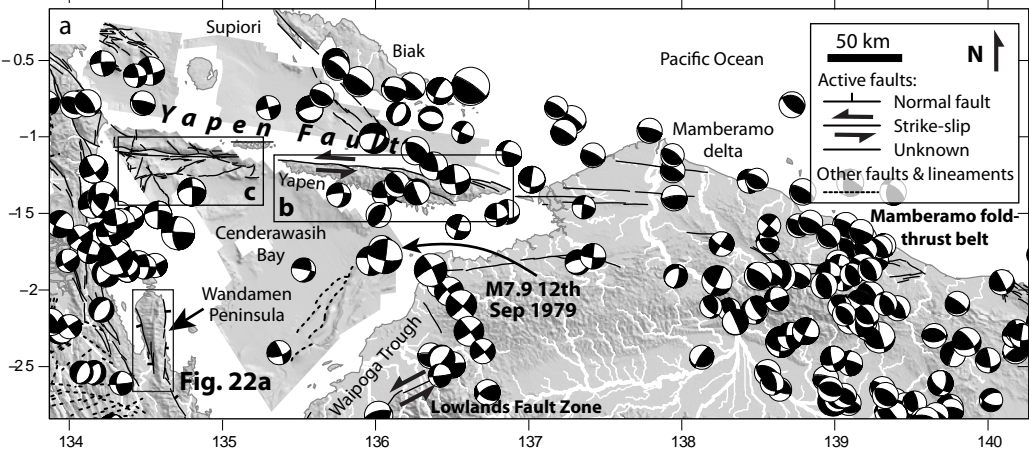 a
Supiori
Biak
Pacific Ocean
50 km
N
Active faults:
Normal fault
Strike-slip
Unknown
Other faults & lineaments
Yapen Fault
Mamberamo
delta
c
Yapen
b
Mamberamo fold-
thrust belt
Cenderawasih
Bay
Wandamen
Peninsula
M7.9 12th
Sep 1979
Fig. 22a
Waipoga Trough
Lowlands Fault Zone
– 0.5
–1
–1.5
–2
–2.5
134
135
136
137
138
139
140